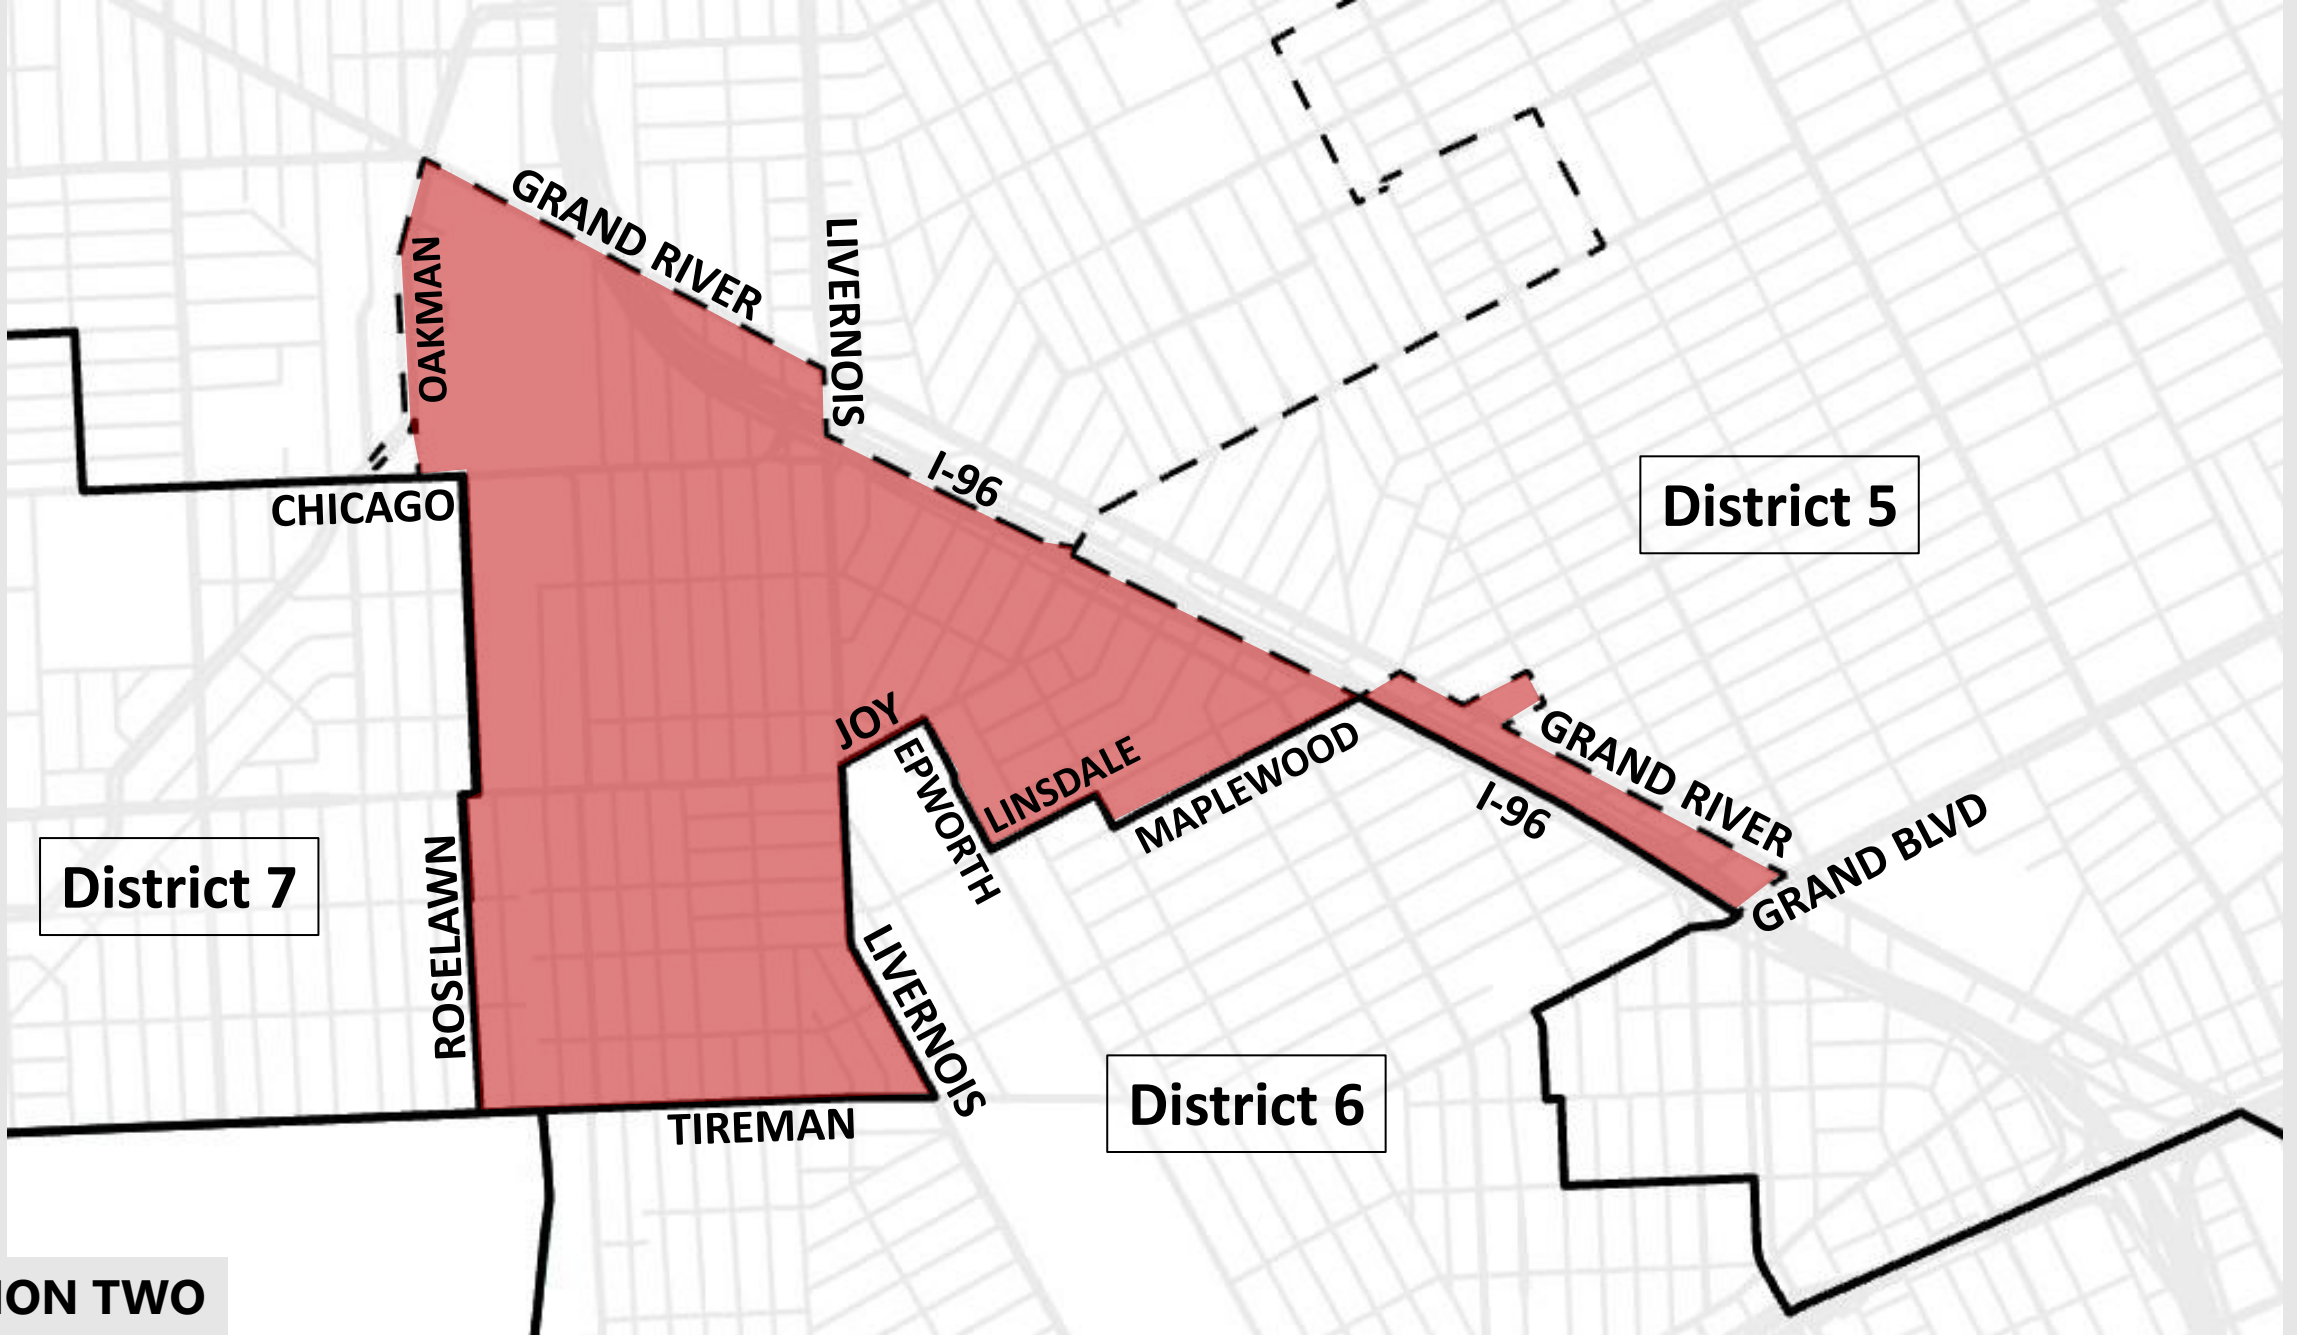 GRAND RIVER
LIVERNOIS
OAKMAN
I-96
CHICAGO
District 5
JOY
EPWORTH
LINSDALE
MAPLEWOOD
GRAND RIVER
I-96
GRAND BLVD
District 7
ROSELAWN
LIVERNOIS
District 6
TIREMAN
ON TWO